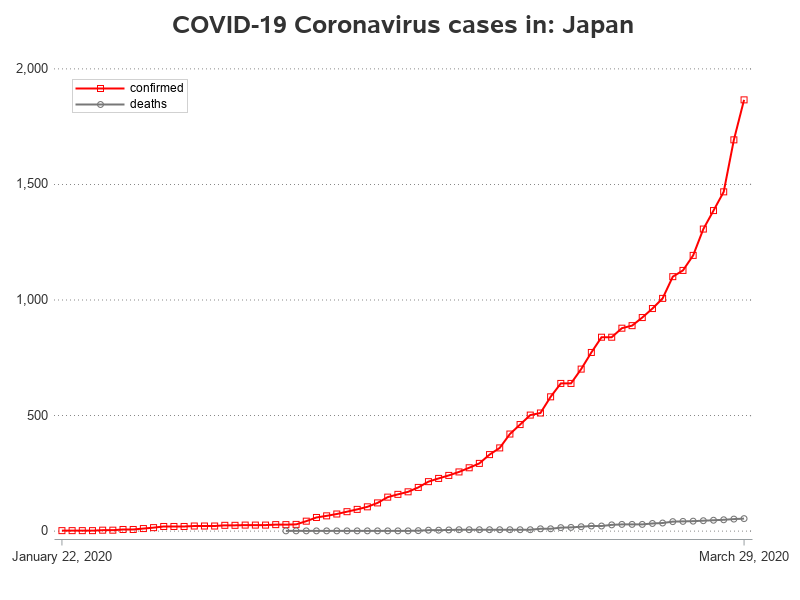 COVID-19 Coronavirus cases in: Japan
2,000
confirmed
deaths
1,500
1,000
500
0
January 22, 2020
March 29, 2020